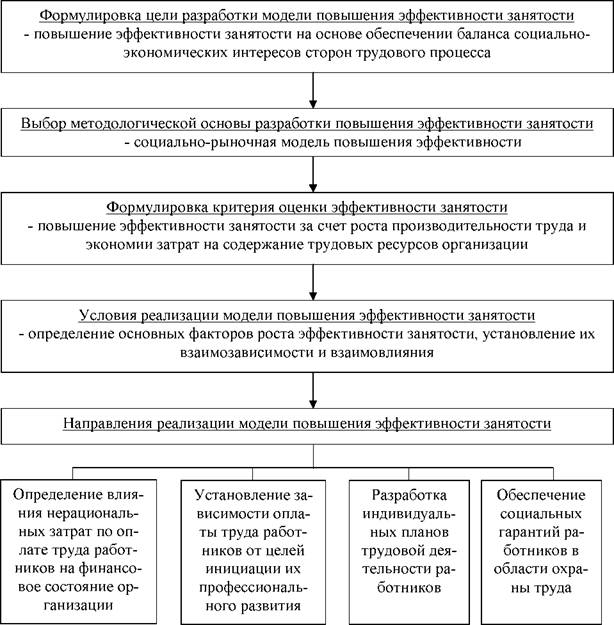 Формулировка цели разработки модели повышения эффективности занятости
- повышение эффективности занятости на основе обеспечении баланса социально-
экономических интересов сторон трудового процесса
Выбор методологической основы разработки повышения эффективности занятости
- социально-рыночная модель повышения эффективности
Формулировка критерия оценки эффективности занятости
- повышение эффективности занятости за счет роста производительности труда и
экономии затрат на содержание трудовых ресурсов организации
Условия реализации модели повышения эффективности занятости
- определение основных факторов роста эффективности занятости, установление их
взаимозависимости и взаимовлияния
Направления реализации модели повышения эффективности занятости
Определение влия-
ния нерациональ-
ных затрат по оп-
лате труда работ-
ников на финансо-
вое состояние ор-
ганизации
Установление за-
висимости опла-
ты труда работ-
ников от целей
инициации их
профессиональ-
ного развития
Разработка
индивидуаль-
ных планов
трудовой дея-
тельности ра-
ботников
Обеспечение
социальных
гарантий ра-
ботников в
области охра-
ны труда